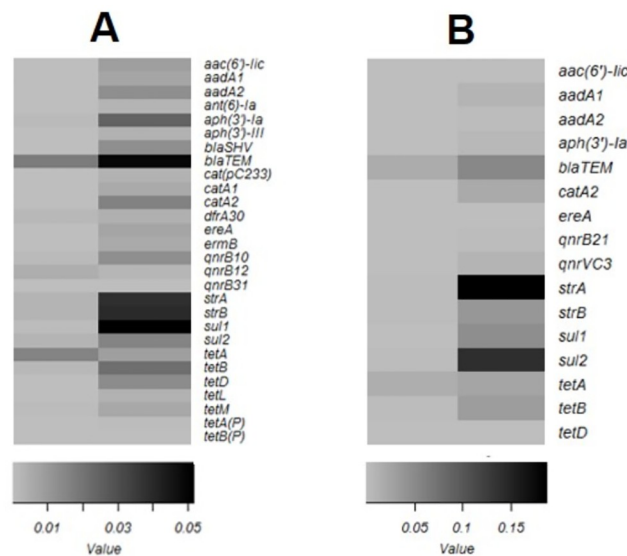 A
B
aac(6')-Iic
aadA1
aadA2
ant(6)-Ia
aph(3')-Ia
aph(3')-III
blaSHV
blaTEM
cat(pC233)
catA1
catA2
dfrA30
ereA
ermB
qnrB10
qnrB12
qnrB31
strA
strB
sul1
sul2
tetA
tetB
tetD
tetL
tetM
tetA(P)
tetB(P)
0.01 0.03 0.05
Value
aac(6')-Iic
aadA1
aadA2
aph(3')-Ia
blaTEM
catA2
ereA
qnrB21
qnrVC3
strA
strB
sul1
sul2
tetA
tetB
tetD
0.05 0.1 0.15
Value